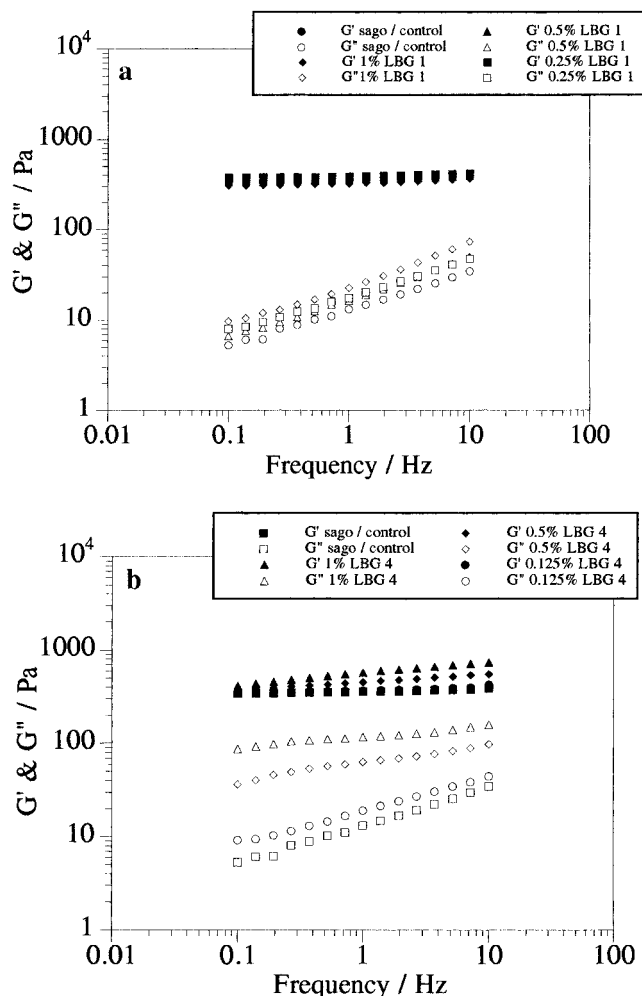 G' sago / control G' 0.5% LBG 1
G" sago / control G" 0.5% LBG 1
G' 1% LBG 1 G' 0.25% LBG 1
G"1% LBG 1 G" 0.25% LBG 1
a
10⁴
1000
100
10
1
G' & G" / Pa
0.01 0.1 1 10 100
Frequency / Hz
G' sago / control G' 0.5% LBG 4
G" sago / control G" 0.5% LBG 4
G' 1% LBG 4 G' 0.125% LBG 4
G" 1% LBG 4 G" 0.125% LBG 4
b
10⁴
1000
100
10
1
G' & G" / Pa
0.01 0.1 1 10 100
Frequency / Hz